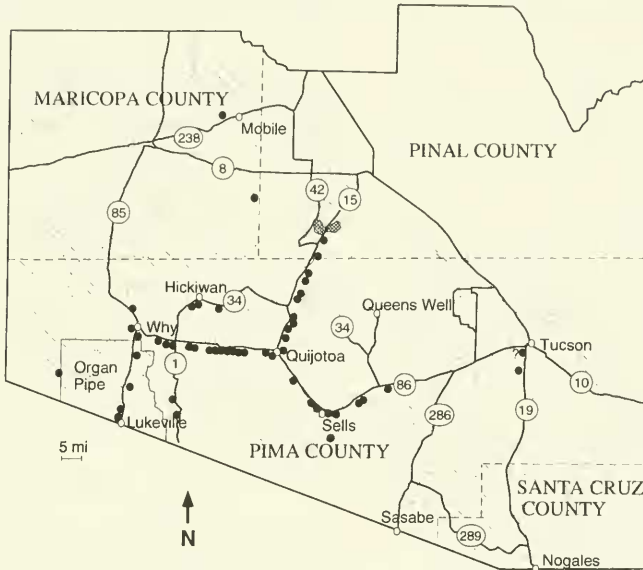 MARICOPA COUNTY
Mobile
238
PINAL COUNTY
8
42
15
85
Hickiwan
34
Queens Well
34
Why
Organ
Pipe
1
Quijotoa
?
Tucson
86
10
286
19
Lukeville
Sells
5 mi
PIMA COUNTY
SANTA CRUZ
COUNTY
N
Sasabe
289
Nogales